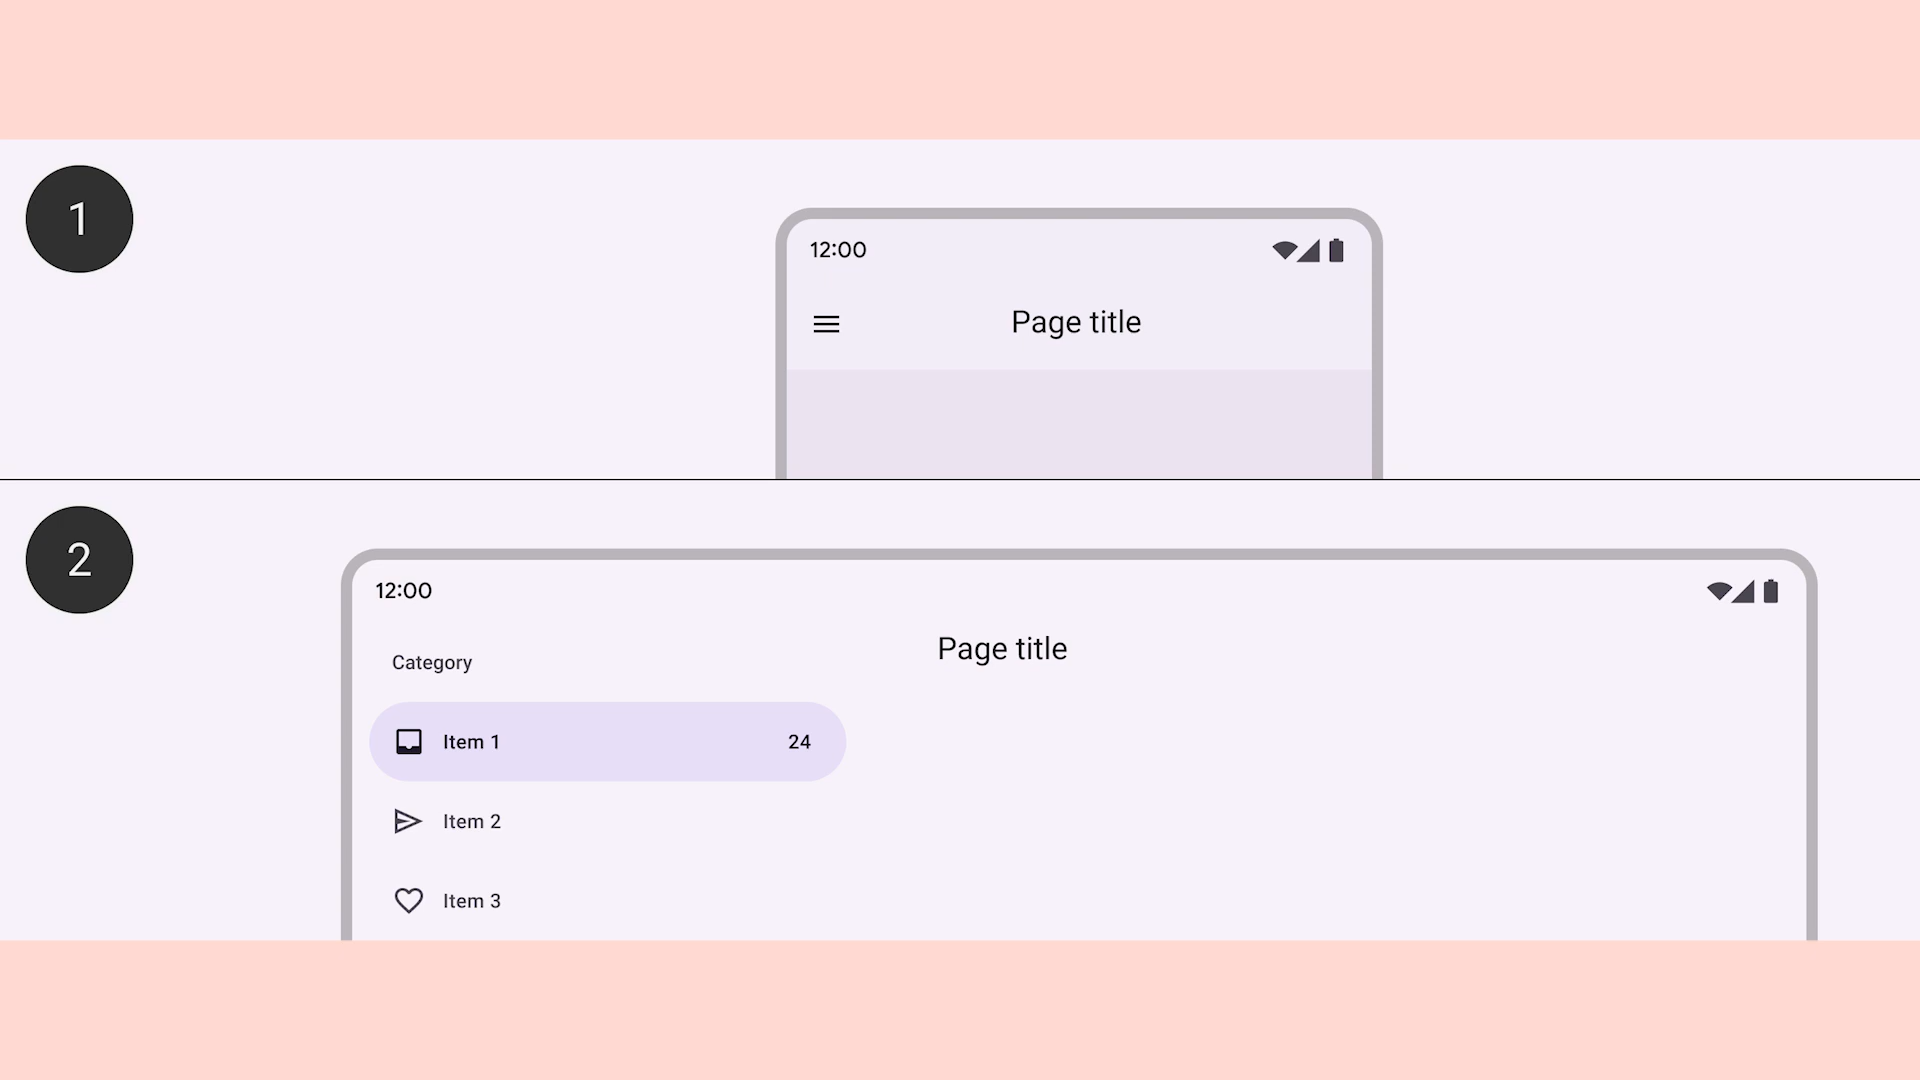 1
12:00
Page title
2
12:00
Page title
Category
Item 1 24
Item 2
Item 3